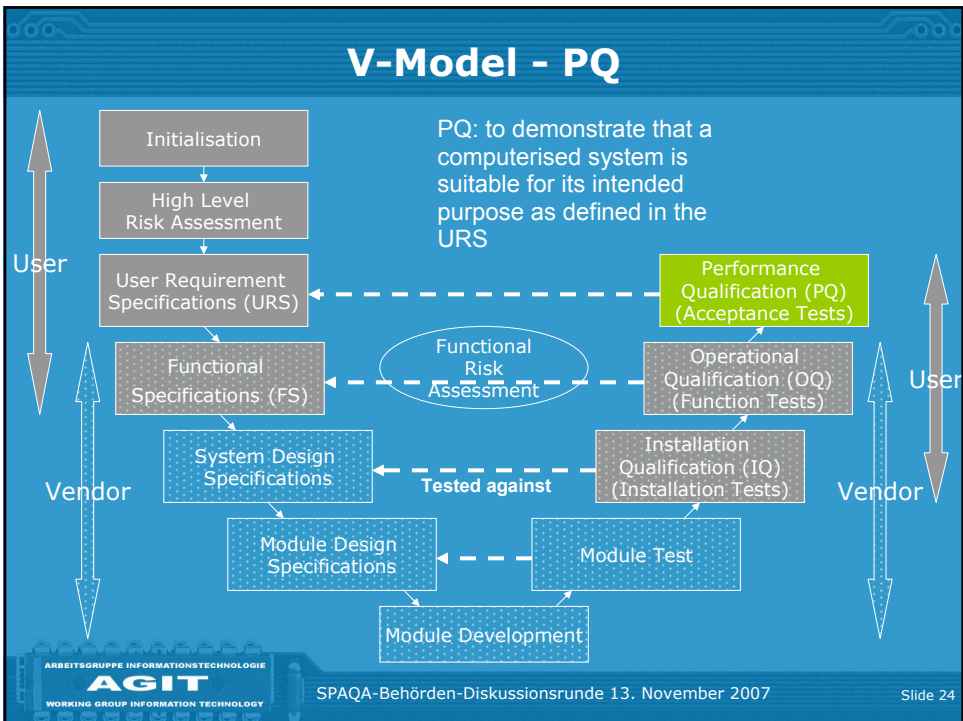 V-Model - PQ
PQ: to demonstrate that a
computerised system is
suitable for its intended
purpose as defined in the
URS
Initialisation
High Level
Risk Assessment
User
User Requirement
Specifications (URS)
Performance
Qualification (PQ)
(Acceptance Tests)
Functional
Specifications (FS)
Functional
Risk
Assessment
Operational
Qualification (OQ)
(Function Tests)
User
System Design
Specifications
Tested against
Installation
Qualification (IQ)
(Installation Tests)
Vendor
Vendor
Module Design
Specifications
Module Test
Module Development
ARBEITSGRUPPE INFORMATIONSTECHNOLOGIE
AGIT
WORKING GROUP INFORMATION TECHNOLOGY
SPAQA-Behörden-Diskussionsrunde 13. November 2007
Slide 24